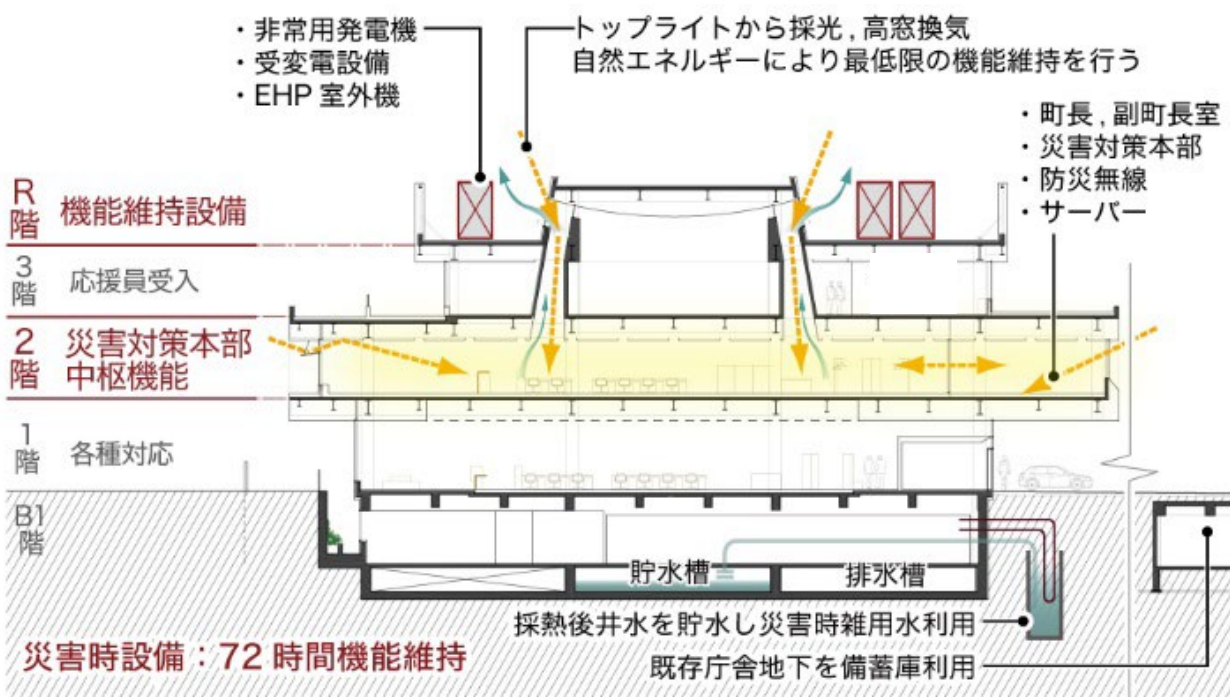 ・非常用発電機
・受変電設備
・EHP 室外機
トップライトから採光 , 高窓換気
自然エネルギーにより最低限の機能維持を行う
・町長 , 副町長室
・災害対策本部
・防災無線
・サーバー
R階 機能維持設備
3階 応援員受入
2階 災害対策本部
中枢機能
1階 各種対応
B1階
貯水槽
排水槽
採熱後井水を貯水し災害時雑用水利用
既存庁舎地下を備蓄庫利用
災害時設備：72 時間機能維持